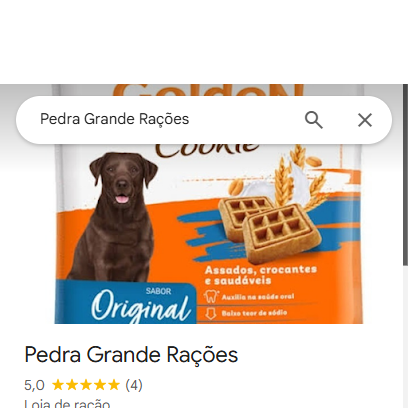 GoldeN
Pedra Grande Rações
Cookie
Assados, crocantes
e saudáveis
Auxilia na saúde oral
Baixo teor de sódio
SABOR
Original
Pedra Grande Rações
5,0 ★★★★★ (4)
Loja de ração